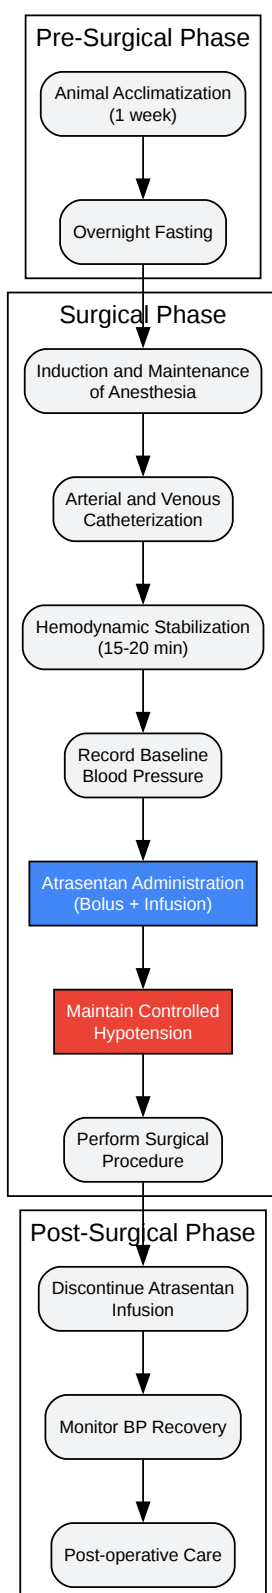 Pre-Surgical Phase
Animal Acclimatization
(1 week)
Overnight Fasting
Surgical Phase
Induction and Maintenance
of Anesthesia
Arterial and Venous
Catheterization
Hemodynamic Stabilization
(15-20 min)
Record Baseline
Blood Pressure
Atrasentan Administration
(Bolus + Infusion)
Maintain Controlled
Hypotension
Perform Surgical
Procedure
Post-Surgical Phase
Discontinue Atrasentan
Infusion
Monitor BP Recovery
Post-operative Care